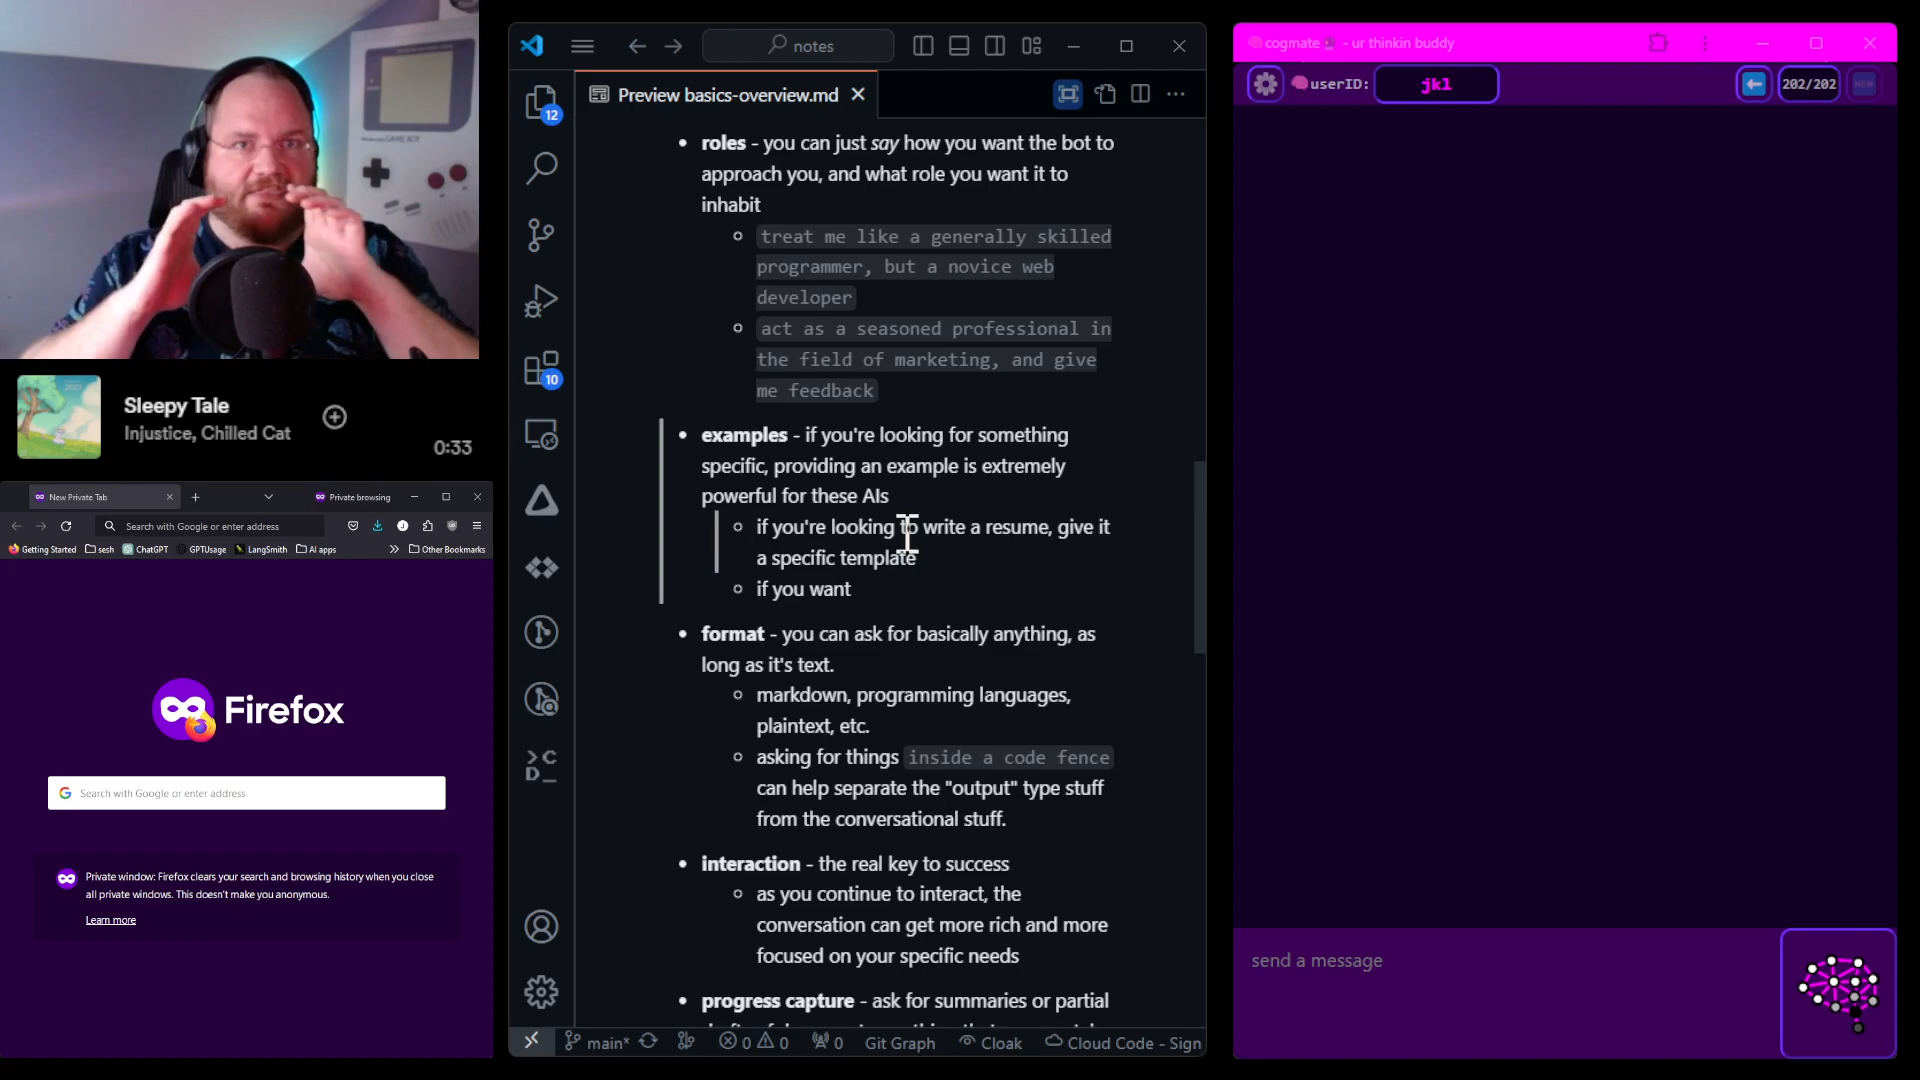 Nintendo GAME BOY
Sleepy Tale
Injustice, Chilled Cat
0:33
New Private Tab
Private browsing
Search with Google or enter address
Getting Started
sesh
ChatGPT
GPTUsage
LangSmith
AI apps
Other Bookmarks
Firefox
Search with Google or enter address
Private window: Firefox clears your search and browsing history when you close
all private windows. This doesn't make you anonymous.
Learn more
notes
12
10
Preview basics-overview.md
roles - you can just say how you want the bot to
approach you, and what role you want it to
inhabit
treat me like a generally skilled
programmer, but a novice web
developer
act as a seasoned professional in
the field of marketing, and give
me feedback
examples - if you're looking for something
specific, providing an example is extremely
powerful for these AIs
if you're looking to write a resume, give it
a specific template
if you want
format - you can ask for basically anything, as
long as it's text.
markdown, programming languages,
plaintext, etc.
asking for things inside a code fence
can help separate the "output" type stuff
from the conversational stuff.
interaction - the real key to success
as you continue to interact, the
conversation can get more rich and more
focused on your specific needs
progress capture - ask for summaries or partial
main*
0
0
0
Git Graph
Cloak
Cloud Code - Sign
cogmate - ur thinkin buddy
userID:
jkl
202/202
NEW
send a message